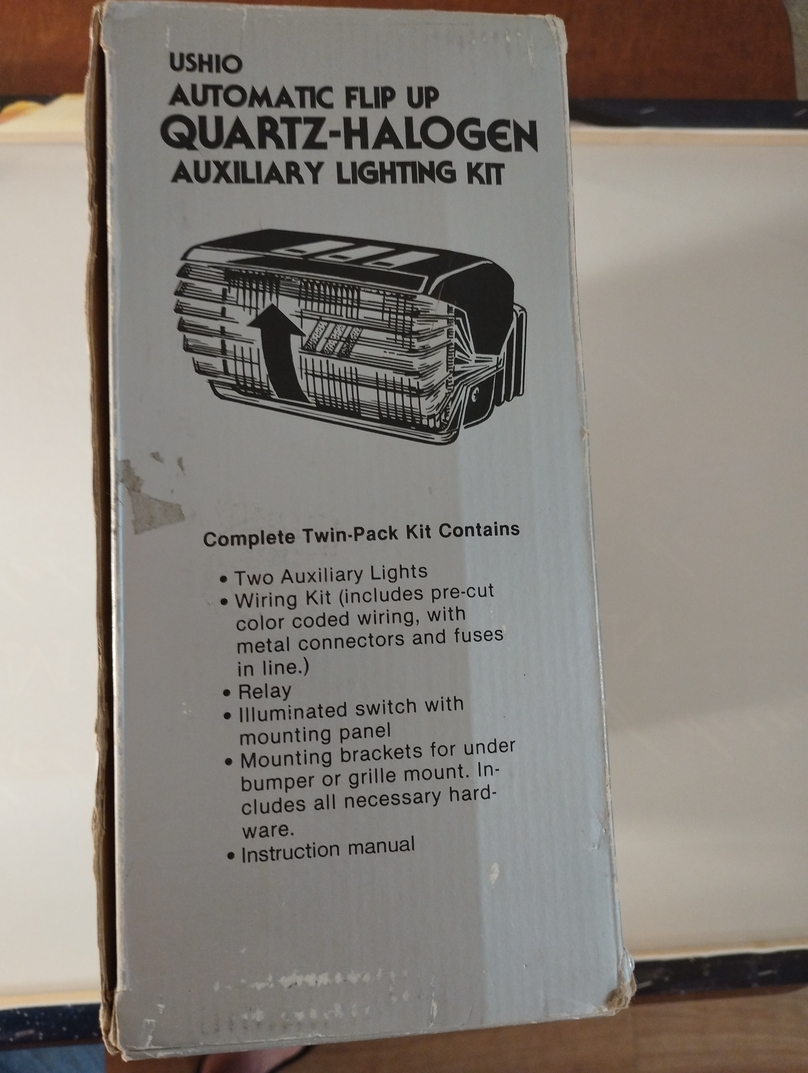 USHIO
AUTOMATIC FLIP UP
QUARTZ-HALOGEN
AUXILIARY LIGHTING KIT
Complete Twin-Pack Kit Contains
• Two Auxiliary Lights
• Wiring Kit (includes pre-cut
color coded wiring, with
metal connectors and fuses
in line.)
• Relay
• Illuminated switch with
mounting panel
• Mounting brackets for under
bumper or grille mount. In-
cludes all necessary hard-
ware.
• Instruction manual